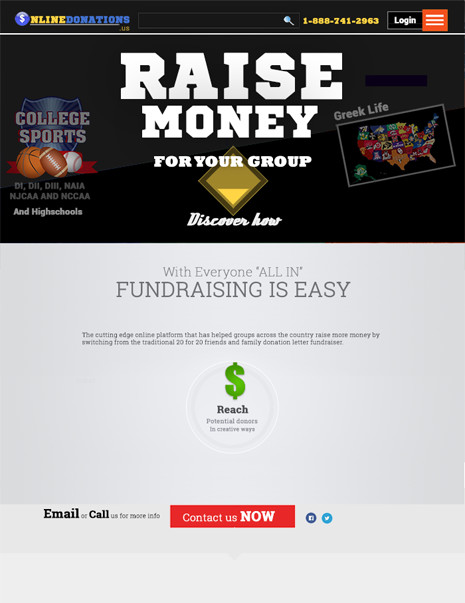 $NLINEDONATIONS
.us
1-888-741-2963
Login
RAISE
MONEY
FOR YOUR GROUP
Discover how
COLLEGE
SPORTS
DI, DII, DIII, NAIA
NJCAA AND NCCAA
And Highschools
Greek Life
With Everyone "ALL IN"
FUNDRAISING IS EASY
The cutting edge online platform that has helped groups across the country raise more money by
switching from the traditional 20 for 20 friends and family donation letter fundraiser.
$
Reach
Potential donors
In creative ways
Email or Call us for more info
Contact us NOW